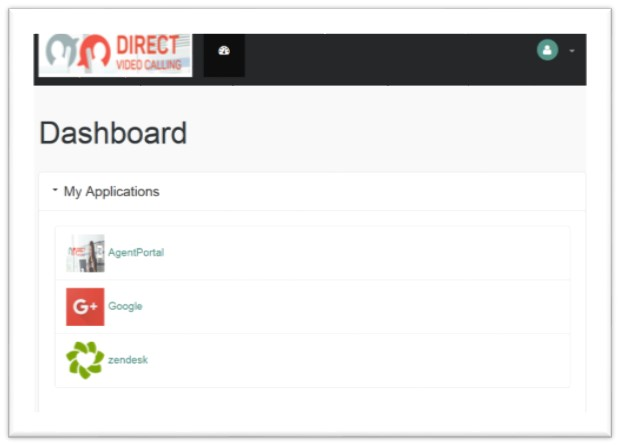 DIRECT
VIDEO CALLING
Dashboard
My Applications
AgentPortal
G+ Google
zendesk